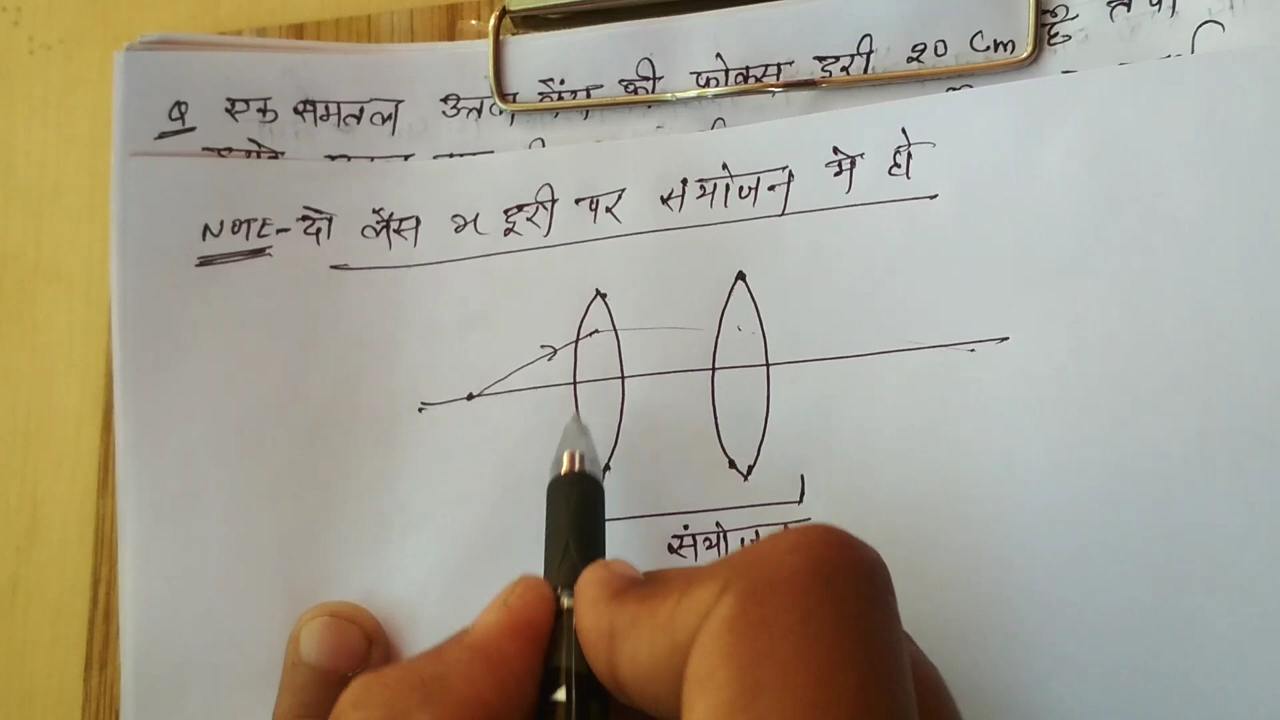 Q एक समतल उत्तल लेंस की फोकस दूरी 20 Cm है तथा
NOTE- दो लैंस x दूरी पर संयोजन मे हो